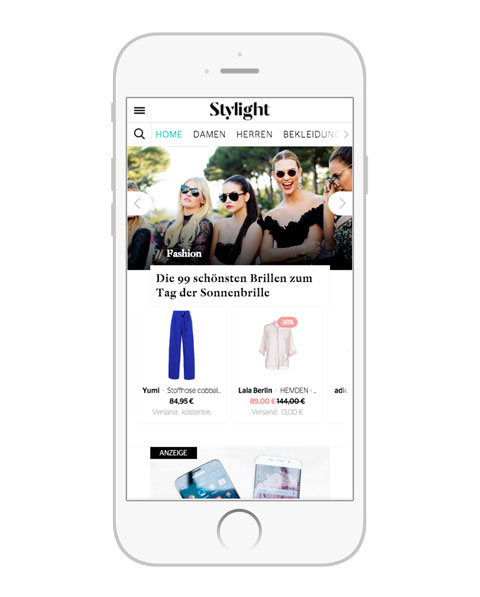 Stylight
HOME DAMEN HERREN BEKLEIDUNG
// Fashion
Die 99 schönsten Brillen zum
Tag der Sonnenbrille
-38%
Yumi · Stoffhose cobbal..
84,95 €
Versand: kostenlos
Lala Berlin · HEMDEN - ..
89,00 € 144,00 €
Versand: 13,00 €
adid
ANZEIGE